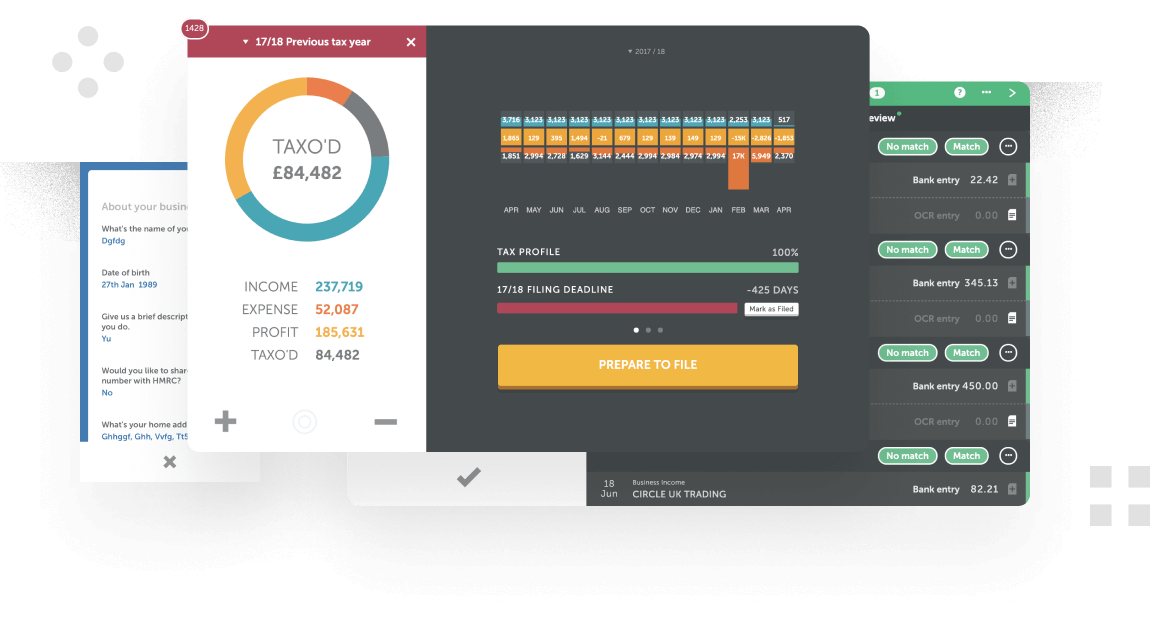 1428
17/18 Previous tax year
TAXO'D
£84,482
INCOME 237,719
EXPENSE 52,087
PROFIT 185,631
TAXO'D 84,482
2017 / 18
3,716 3,123 3,123 3,123 3,123 3,123 3,123 3,123 3,123 3,123 2,253 3,123 517
1,865 129 395 1,494 -21 679 129 139 149 129 -15K -2,826 -1,853
1,851 2,994 2,728 1,629 3,144 2,444 2,994 2,984 2,974 2,994 17K 5,949 2,370
APR MAY JUN JUL AUG SEP OCT NOV DEC JAN FEB MAR APR
TAX PROFILE 100%
17/18 FILING DEADLINE -425 DAYS
Mark as Filed
PREPARE TO FILE
About your busin
What's the name of you
Dgfdg
Date of birth
27th Jan 1989
Give us a brief descript
you do.
Yu
Would you like to shar
number with HMRC?
No
What's your home add
Ghhggf, Ghh, Vvfg, Tt5
1 ?
eview
No match Match
Bank entry 22.42
OCR entry 0.00
No match Match
Bank entry 345.13
OCR entry 0.00
No match Match
Bank entry 450.00
OCR entry 0.00
No match Match
18 Business Income
Jun CIRCLE UK TRADING
Bank entry 82.21